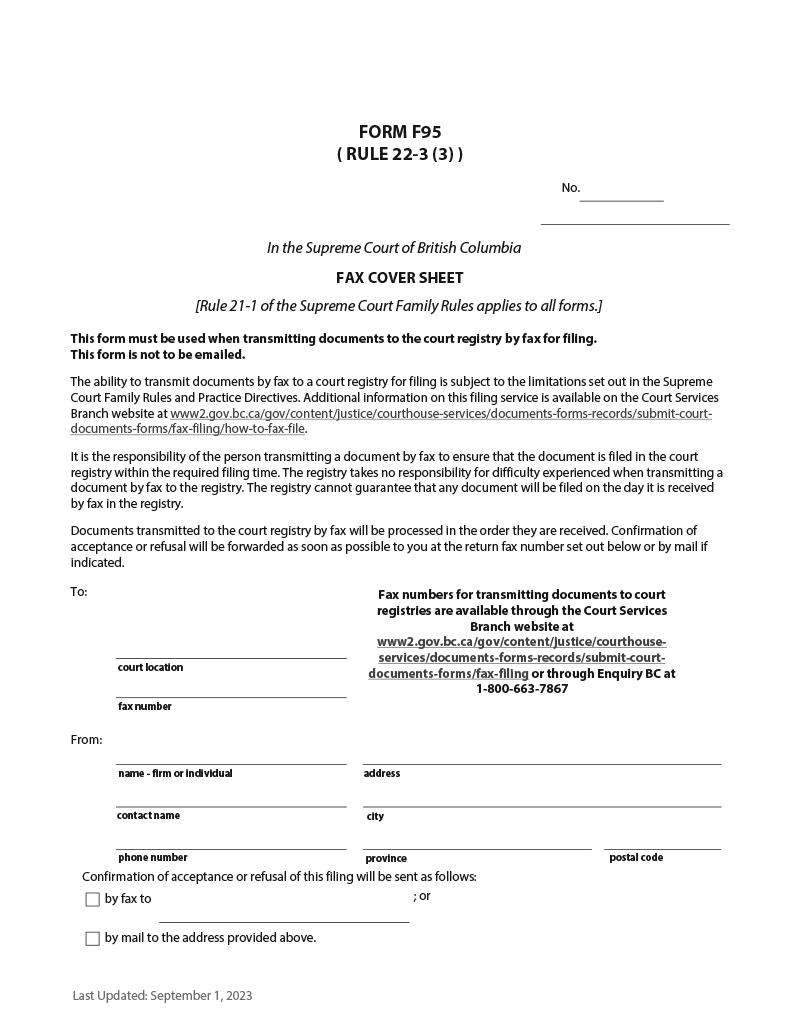 FORM F95
( RULE 22-3 (3) )
No.
In the Supreme Court of British Columbia
FAX COVER SHEET
[Rule 21-1 of the Supreme Court Family Rules applies to all forms.]
This form must be used when transmitting documents to the court registry by fax for filing.
This form is not to be emailed.
The ability to transmit documents by fax to a court registry for filing is subject to the limitations set out in the Supreme
Court Family Rules and Practice Directives. Additional information on this filing service is available on the Court Services
Branch website at www2.gov.bc.ca/gov/content/justice/courthouse-services/documents-forms-records/submit-court-
documents-forms/fax-filing/how-to-fax-file.
It is the responsibility of the person transmitting a document by fax to ensure that the document is filed in the court
registry within the required filing time. The registry takes no responsibility for difficulty experienced when transmitting a
document by fax to the registry. The registry cannot guarantee that any document will be filed on the day it is received
by fax in the registry.
Documents transmitted to the court registry by fax will be processed in the order they are received. Confirmation of
acceptance or refusal will be forwarded as soon as possible to you at the return fax number set out below or by mail if
indicated.
To:
court location
fax number
Fax numbers for transmitting documents to court
registries are available through the Court Services
Branch website at
www2.gov.bc.ca/gov/content/justice/courthouse-
services/documents-forms-records/submit-court-
documents-forms/fax-filing or through Enquiry BC at
1-800-663-7867
From:
name - firm or individual
address
contact name
city
phone number
province
postal code
Confirmation of acceptance or refusal of this filing will be sent as follows:
by fax to ; or
by mail to the address provided above.
Last Updated: September 1, 2023